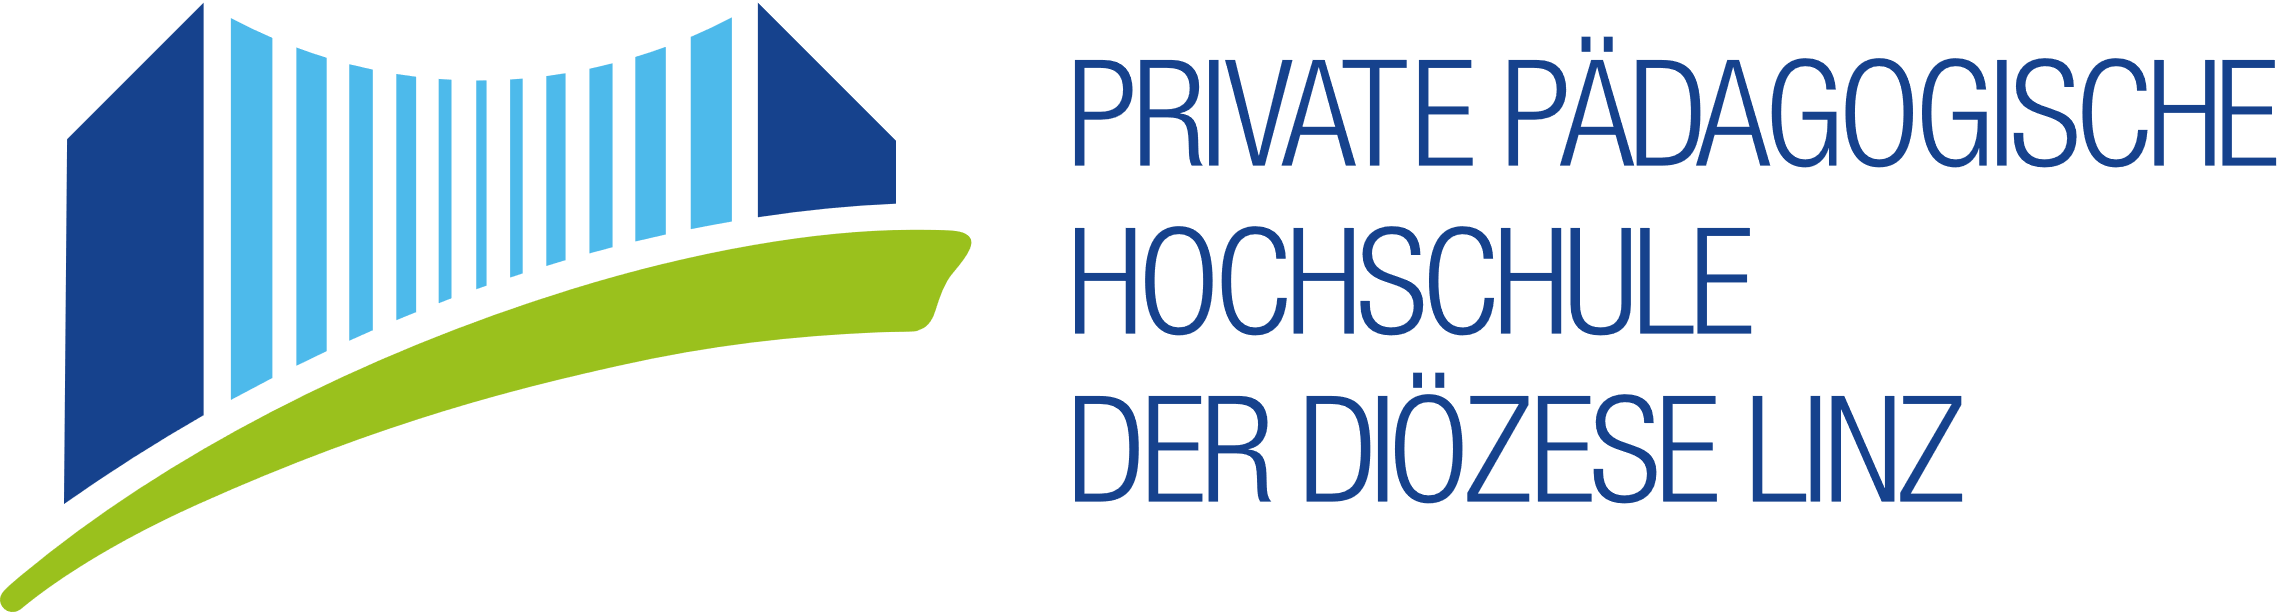 PRIVATE PÄDAGOGISCHE
HOCHSCHULE
DER DIÖZESE LINZ